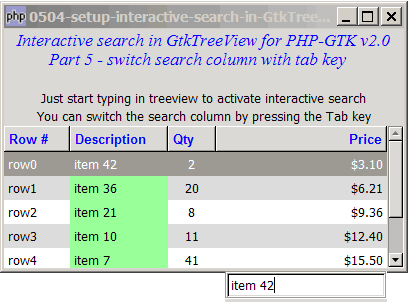 php 0504-setup-interactive-search-in-GtkTree...
Interactive search in GtkTreeView for PHP-GTK v2.0
Part 5 - switch search column with tab key
Just start typing in treeview to activate interactive search
You can switch the search column by pressing the Tab key
Row # Description Qty Price
row0 item 42 2 $3.10
row1 item 36 20 $6.21
row2 item 21 8 $9.36
row3 item 10 11 $12.40
row4 item 7 41 $15.50
item 42